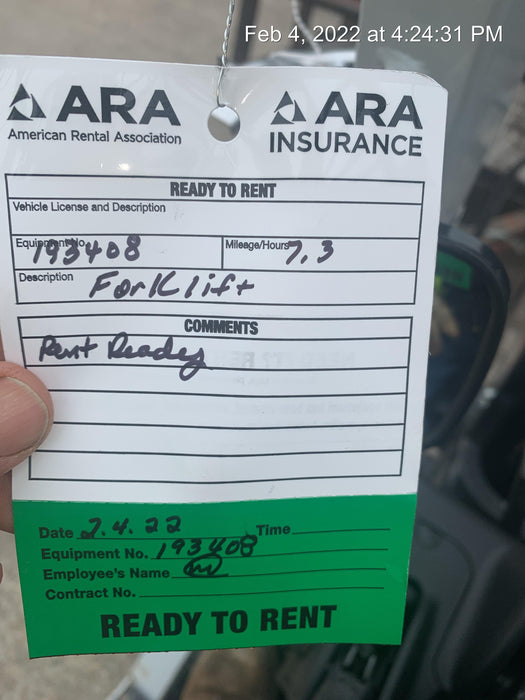 Feb 4, 2022 at 4:24:31 PM
ARA
American Rental Association
ARA
INSURANCE
READY TO RENT
Vehicle License and Description
Equipment No. 193408 Mileage/Hours 7.3
Description Forklift
COMMENTS
Rent Ready
Date 2.4.22 Time
Equipment No. 193408
Employee's Name
Contract No.
READY TO RENT